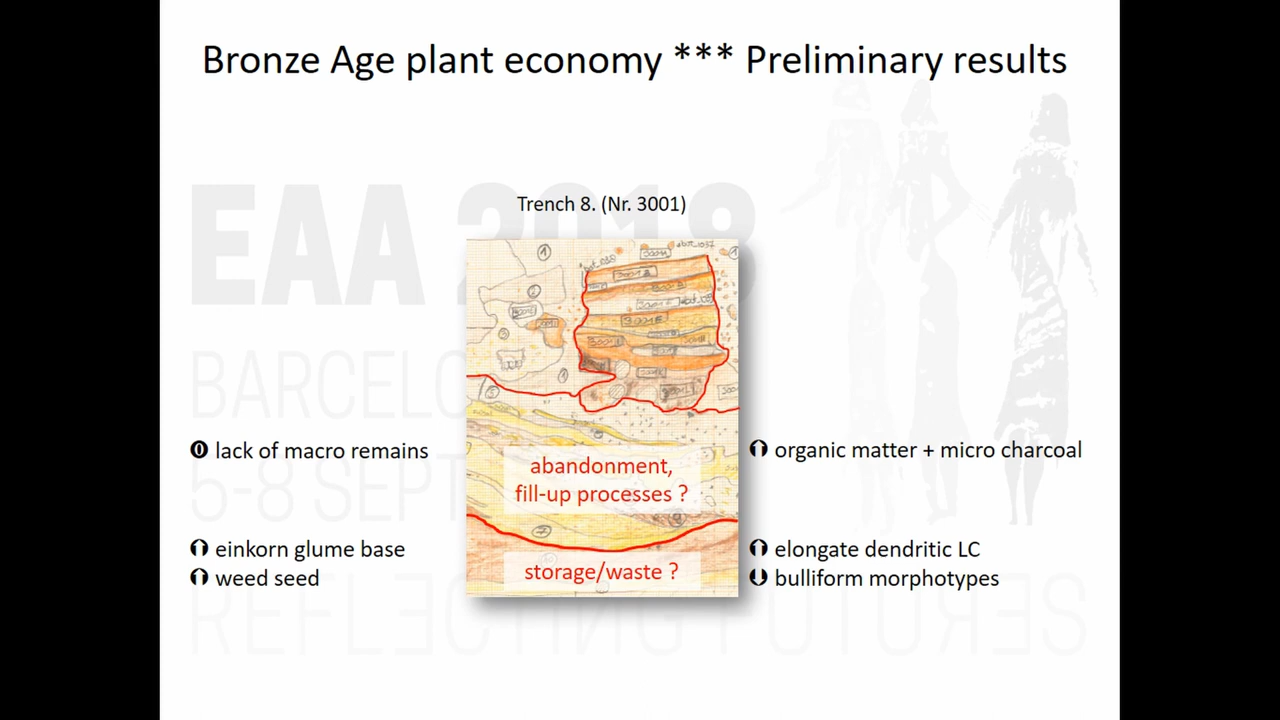 Bronze Age plant economy *** Preliminary results
EAA 2018
Trench 8. (Nr. 3001)
BARCELO
lack of macro remains
organic matter + micro charcoal
abandonment,
fill-up processes ?
5-8 SEPT
einkorn glume base
elongate dendritic LC
weed seed
storage/waste ?
bulliform morphotypes
REFLECTING FUTURES